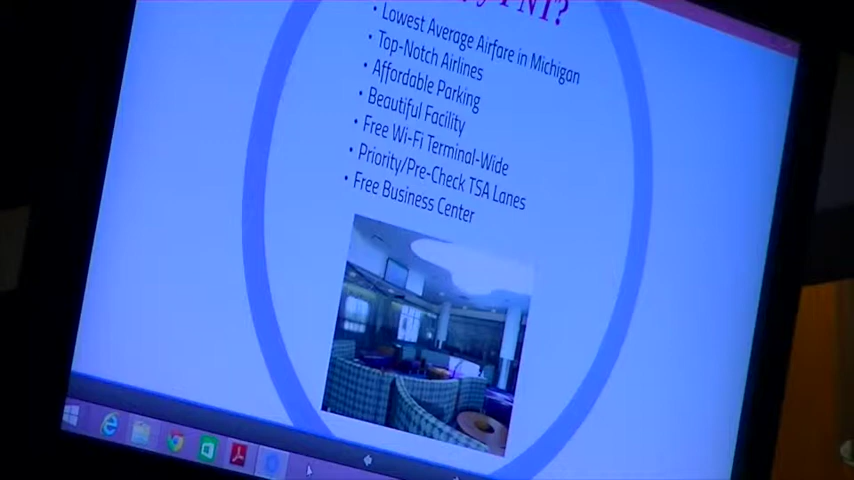 FNT?
• Lowest Average Airfare in Michigan
• Top-Notch Airlines
• Affordable Parking
• Beautiful Facility
• Free Wi-Fi Terminal-Wide
• Priority/Pre-Check TSA Lanes
• Free Business Center